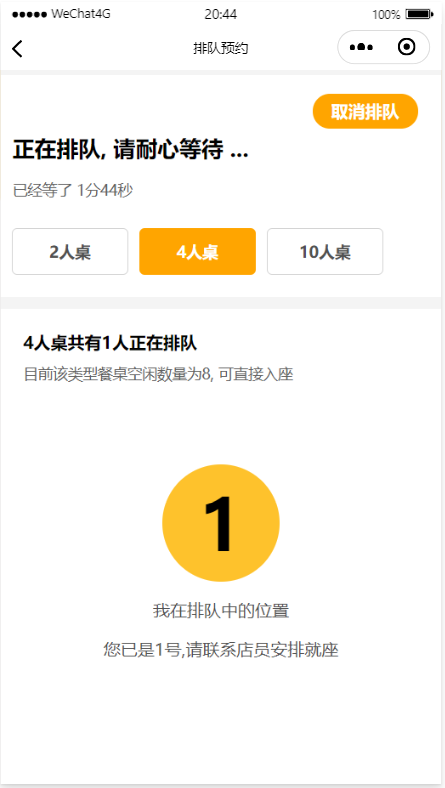 WeChat4G 20:44 100%
排队预约
取消排队
正在排队, 请耐心等待 ...
已经等了 1分44秒
2人桌 4人桌 10人桌
4人桌共有1人正在排队
目前该类型餐桌空闲数量为8, 可直接入座
1
我在排队中的位置
您已是1号,请联系店员安排就座